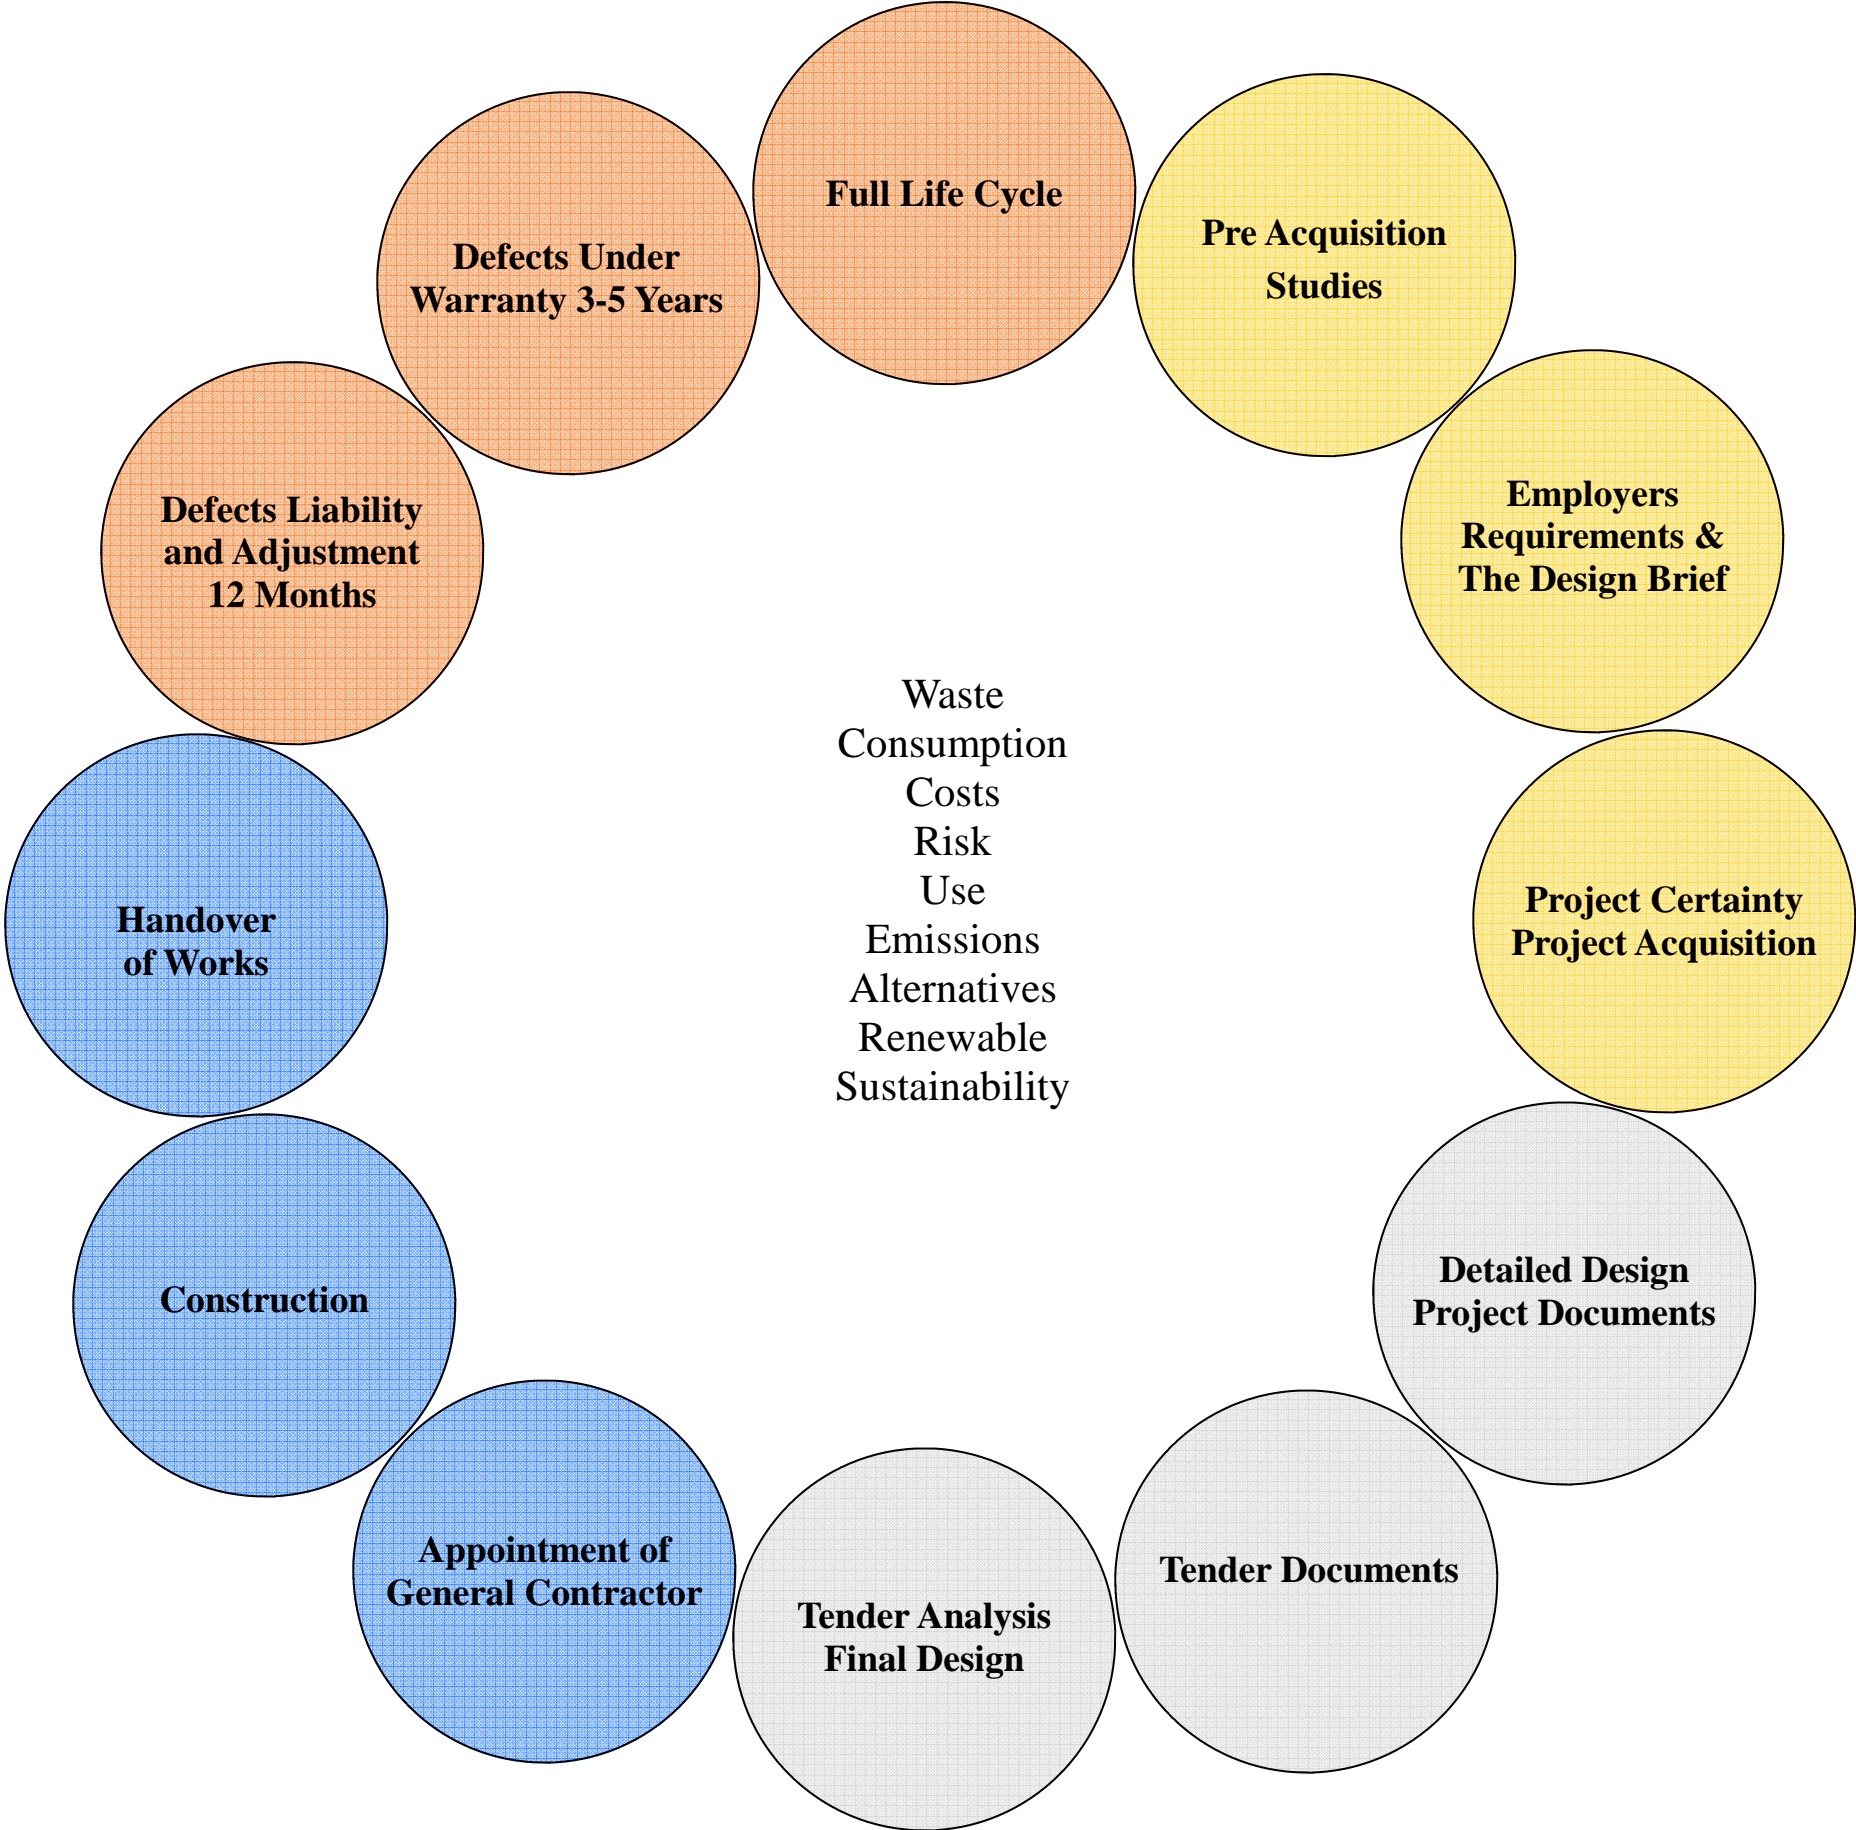 Full Life Cycle
Pre Acquisition
Studies
Employers
Requirements &
The Design Brief
Project Certainty
Project Acquisition
Detailed Design
Project Documents
Tender Documents
Tender Analysis
Final Design
Appointment of
General Contractor
Construction
Handover
of Works
Defects Liability
and Adjustment
12 Months
Defects Under
Warranty 3-5 Years
Waste
Consumption
Costs
Risk
Use
Emissions
Alternatives
Renewable
Sustainability